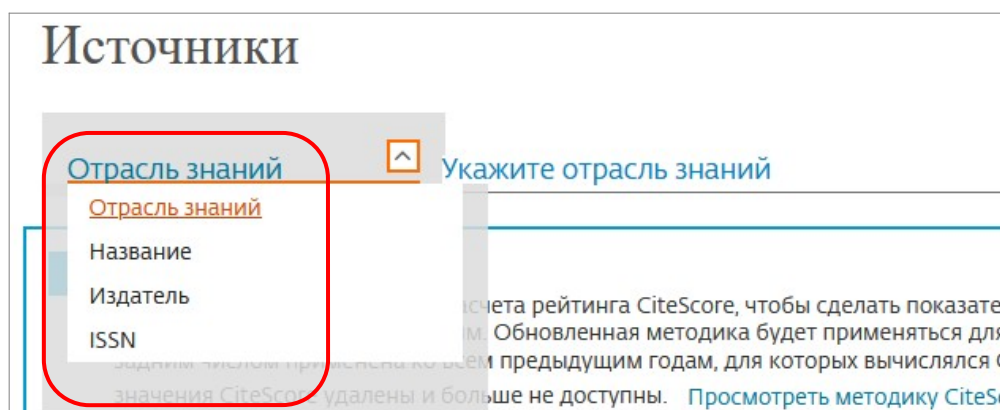 Источники
Отрасль знаний
Укажите отрасль знаний
Отрасль знаний
Название
Издатель
ISSN
счета рейтинга CiteScore, чтобы сделать показате
м. Обновленная методика будет применяться для
задним числом применена ко всем предыдущим годам, для которых вычислялся
значения CiteScore удалены и больше не доступны. Просмотреть методику CiteSc